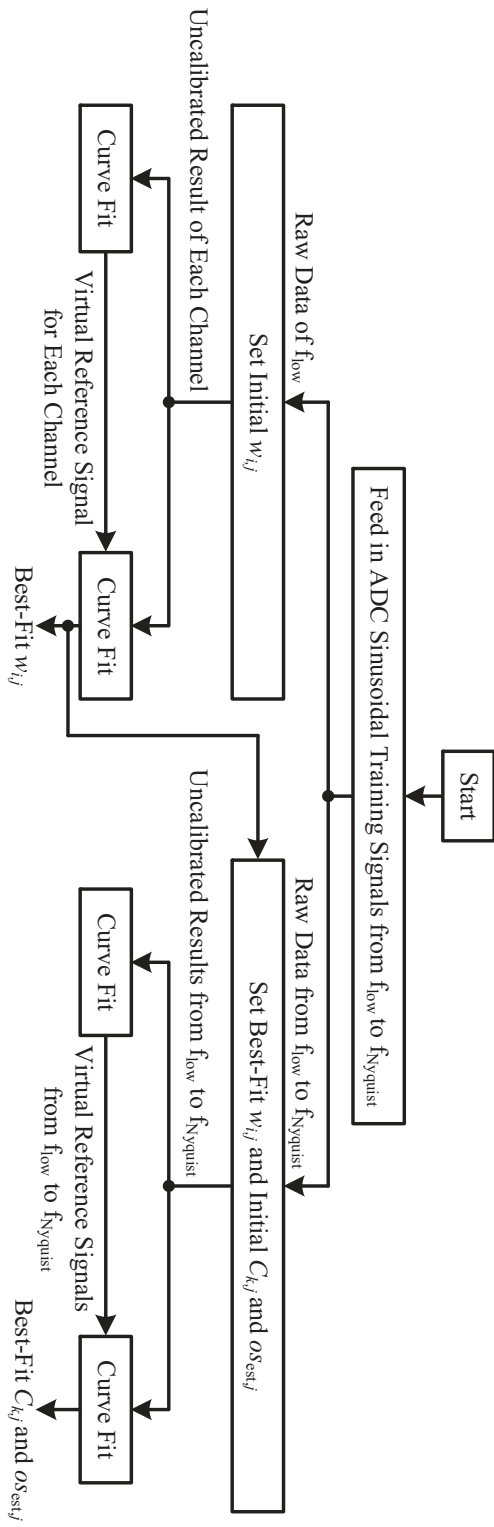 Start
Feed in ADC Sinusoidal Training Signals from f_low to f_Nyquist
Raw Data of f_low
Set Initial w_i,j
Uncalibrated Result of Each Channel
Curve Fit
Virtual Reference Signal
for Each Channel
Curve Fit
Best-Fit w_i,j
Raw Data from f_low to f_Nyquist
Set Best-Fit w_i,j and Initial C_k,j and os_est,j
Uncalibrated Results from f_low to f_Nyquist
Curve Fit
Virtual Reference Signals
from f_low to f_Nyquist
Curve Fit
Best-Fit C_k,j and os_est,j